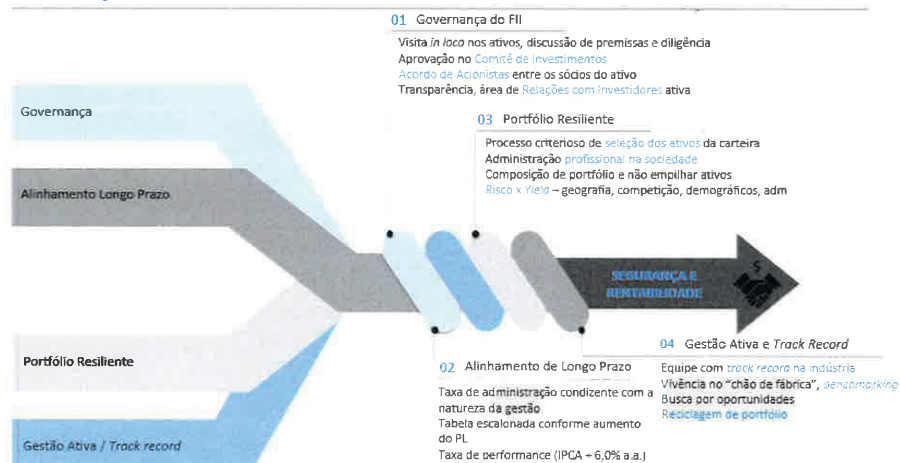 01 Governança do FII
Visita in loco nos ativos, discussão de premissas e diligência
Aprovação no Comitê de Investimentos
Acordo de Acionistas entre os sócios do ativo
Transparência, área de Relações com Investidores ativa
Governança
03 Portfólio Resiliente
Processo criterioso de seleção dos ativos da carteira
Administração profissional na sociedade
Composição de portfólio e não empilhar ativos
Risco x Yield – geografia, competição, demográficos, adm
Alinhamento Longo Prazo
SEGURANÇA E
RENTABILIDADE
$
Portfólio Resiliente
02 Alinhamento de Longo Prazo
Taxa de administração condizente com a
natureza da gestão
Tabela escalonada conforme aumento
do PL
Taxa de performance (IPCA + 6,0% a.a.)
04 Gestão Ativa e Track Record
Equipe com track record na indústria
Vivência no "chão de fábrica", benchmarking
Busca por oportunidades
Reciclagem de portfólio
Gestão Ativa / Track record